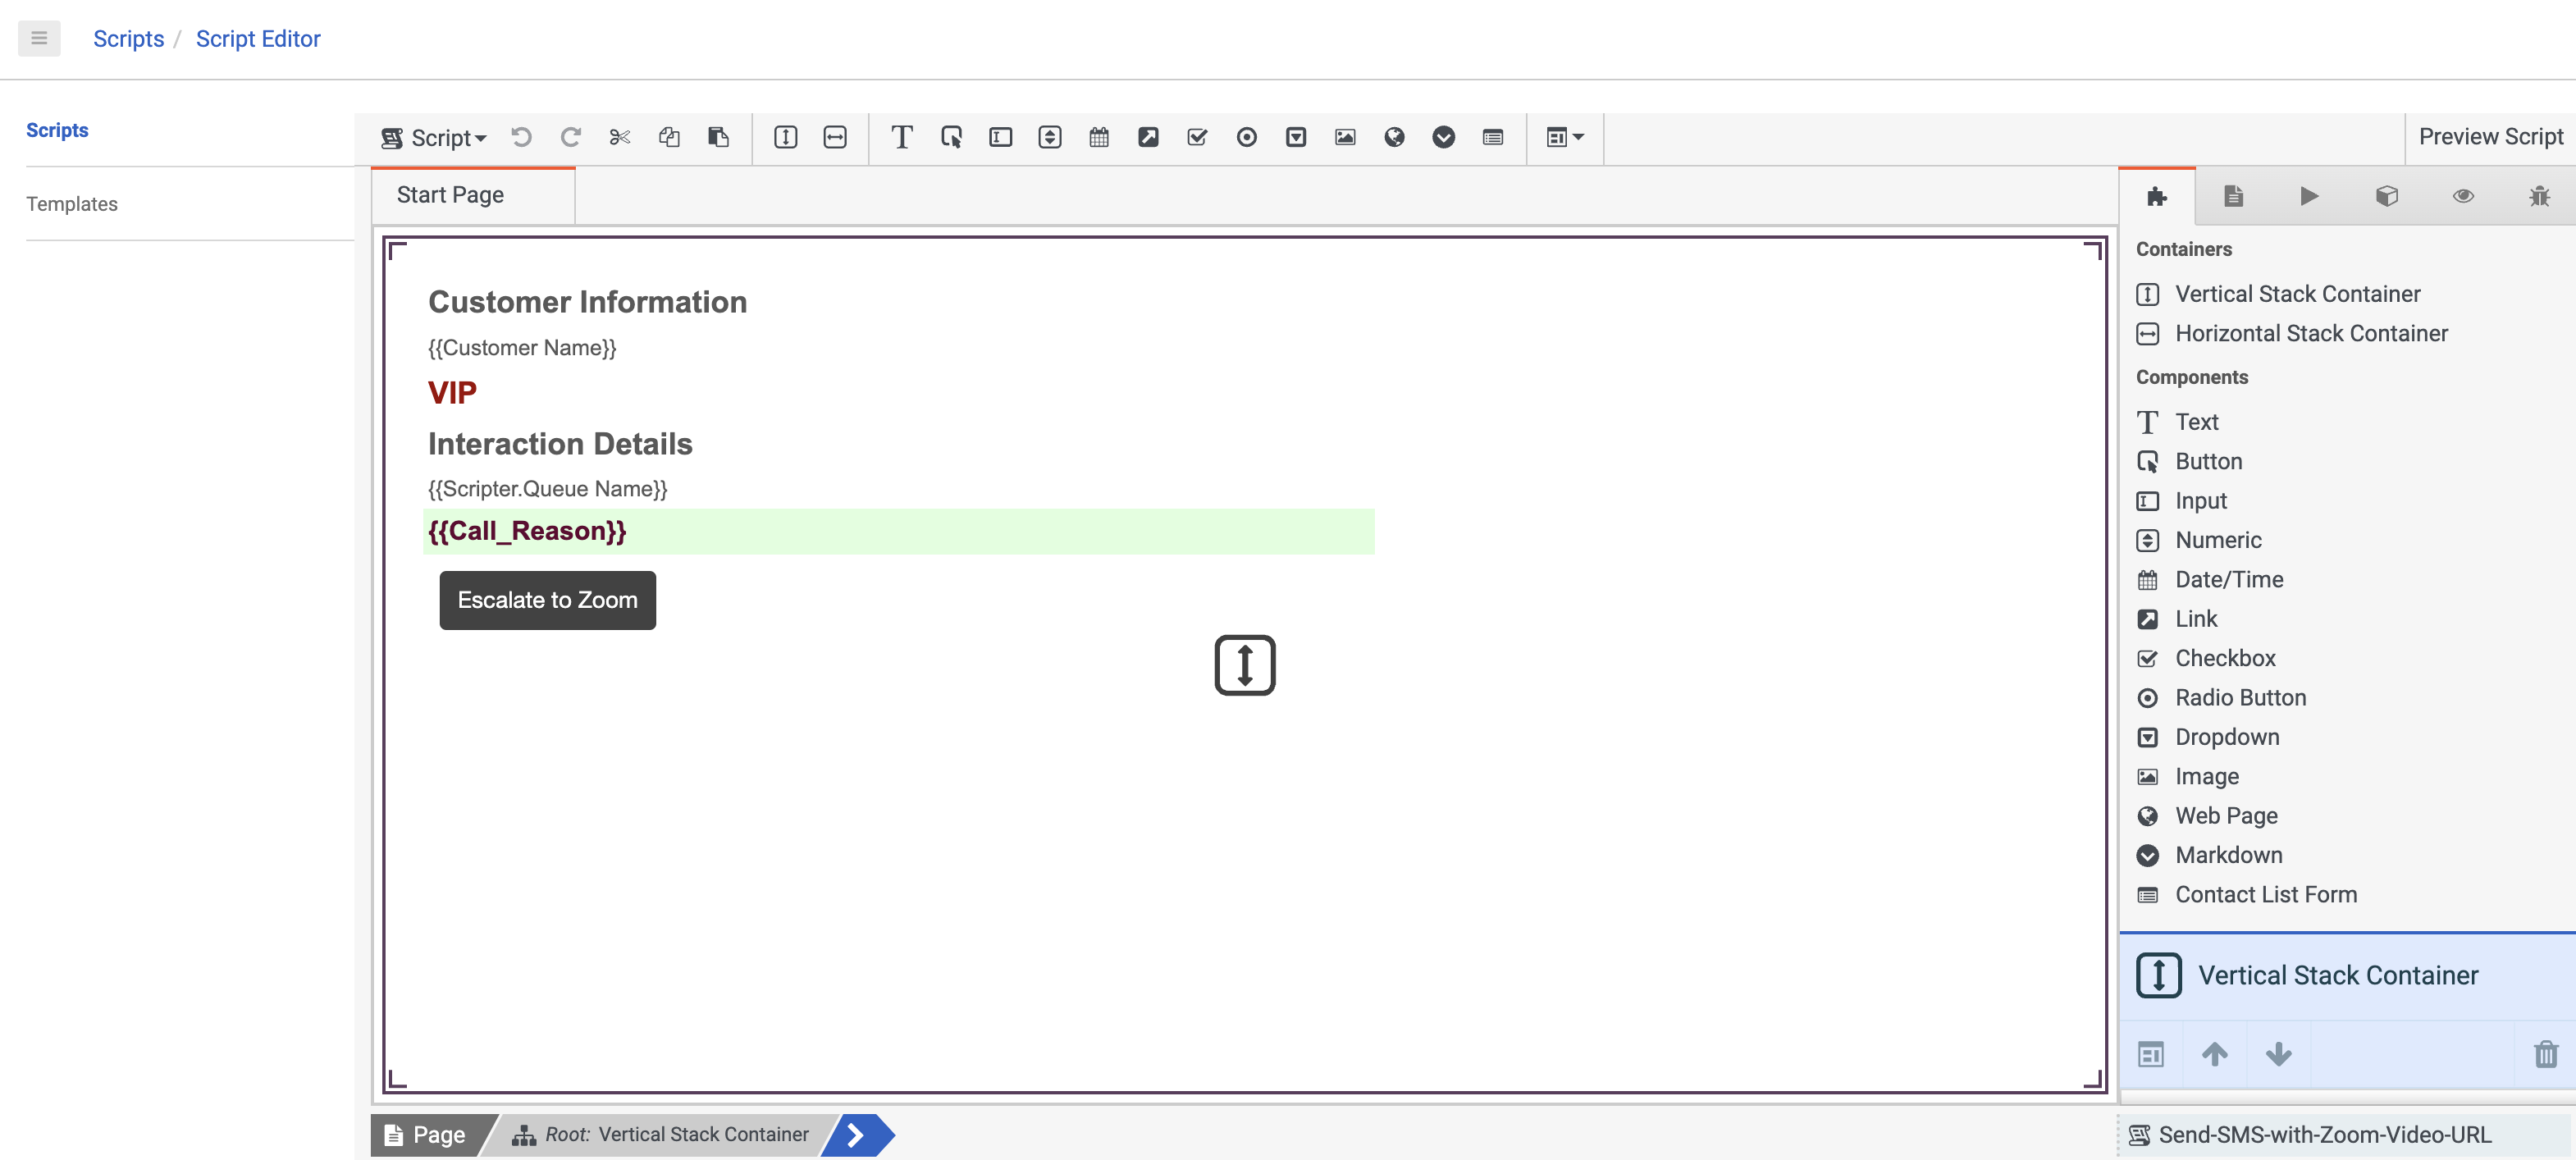 Scripts / Script Editor
Scripts
Templates
Script
Preview Script
Start Page
Customer Information
{{Customer Name}}
VIP
Interaction Details
{{Scripter.Queue Name}}
{{Call_Reason}}
Escalate to Zoom
Containers
Vertical Stack Container
Horizontal Stack Container
Components
Text
Button
Input
Numeric
Date/Time
Link
Checkbox
Radio Button
Dropdown
Image
Web Page
Markdown
Contact List Form
Vertical Stack Container
Page
Root: Vertical Stack Container
Send-SMS-with-Zoom-Video-URL